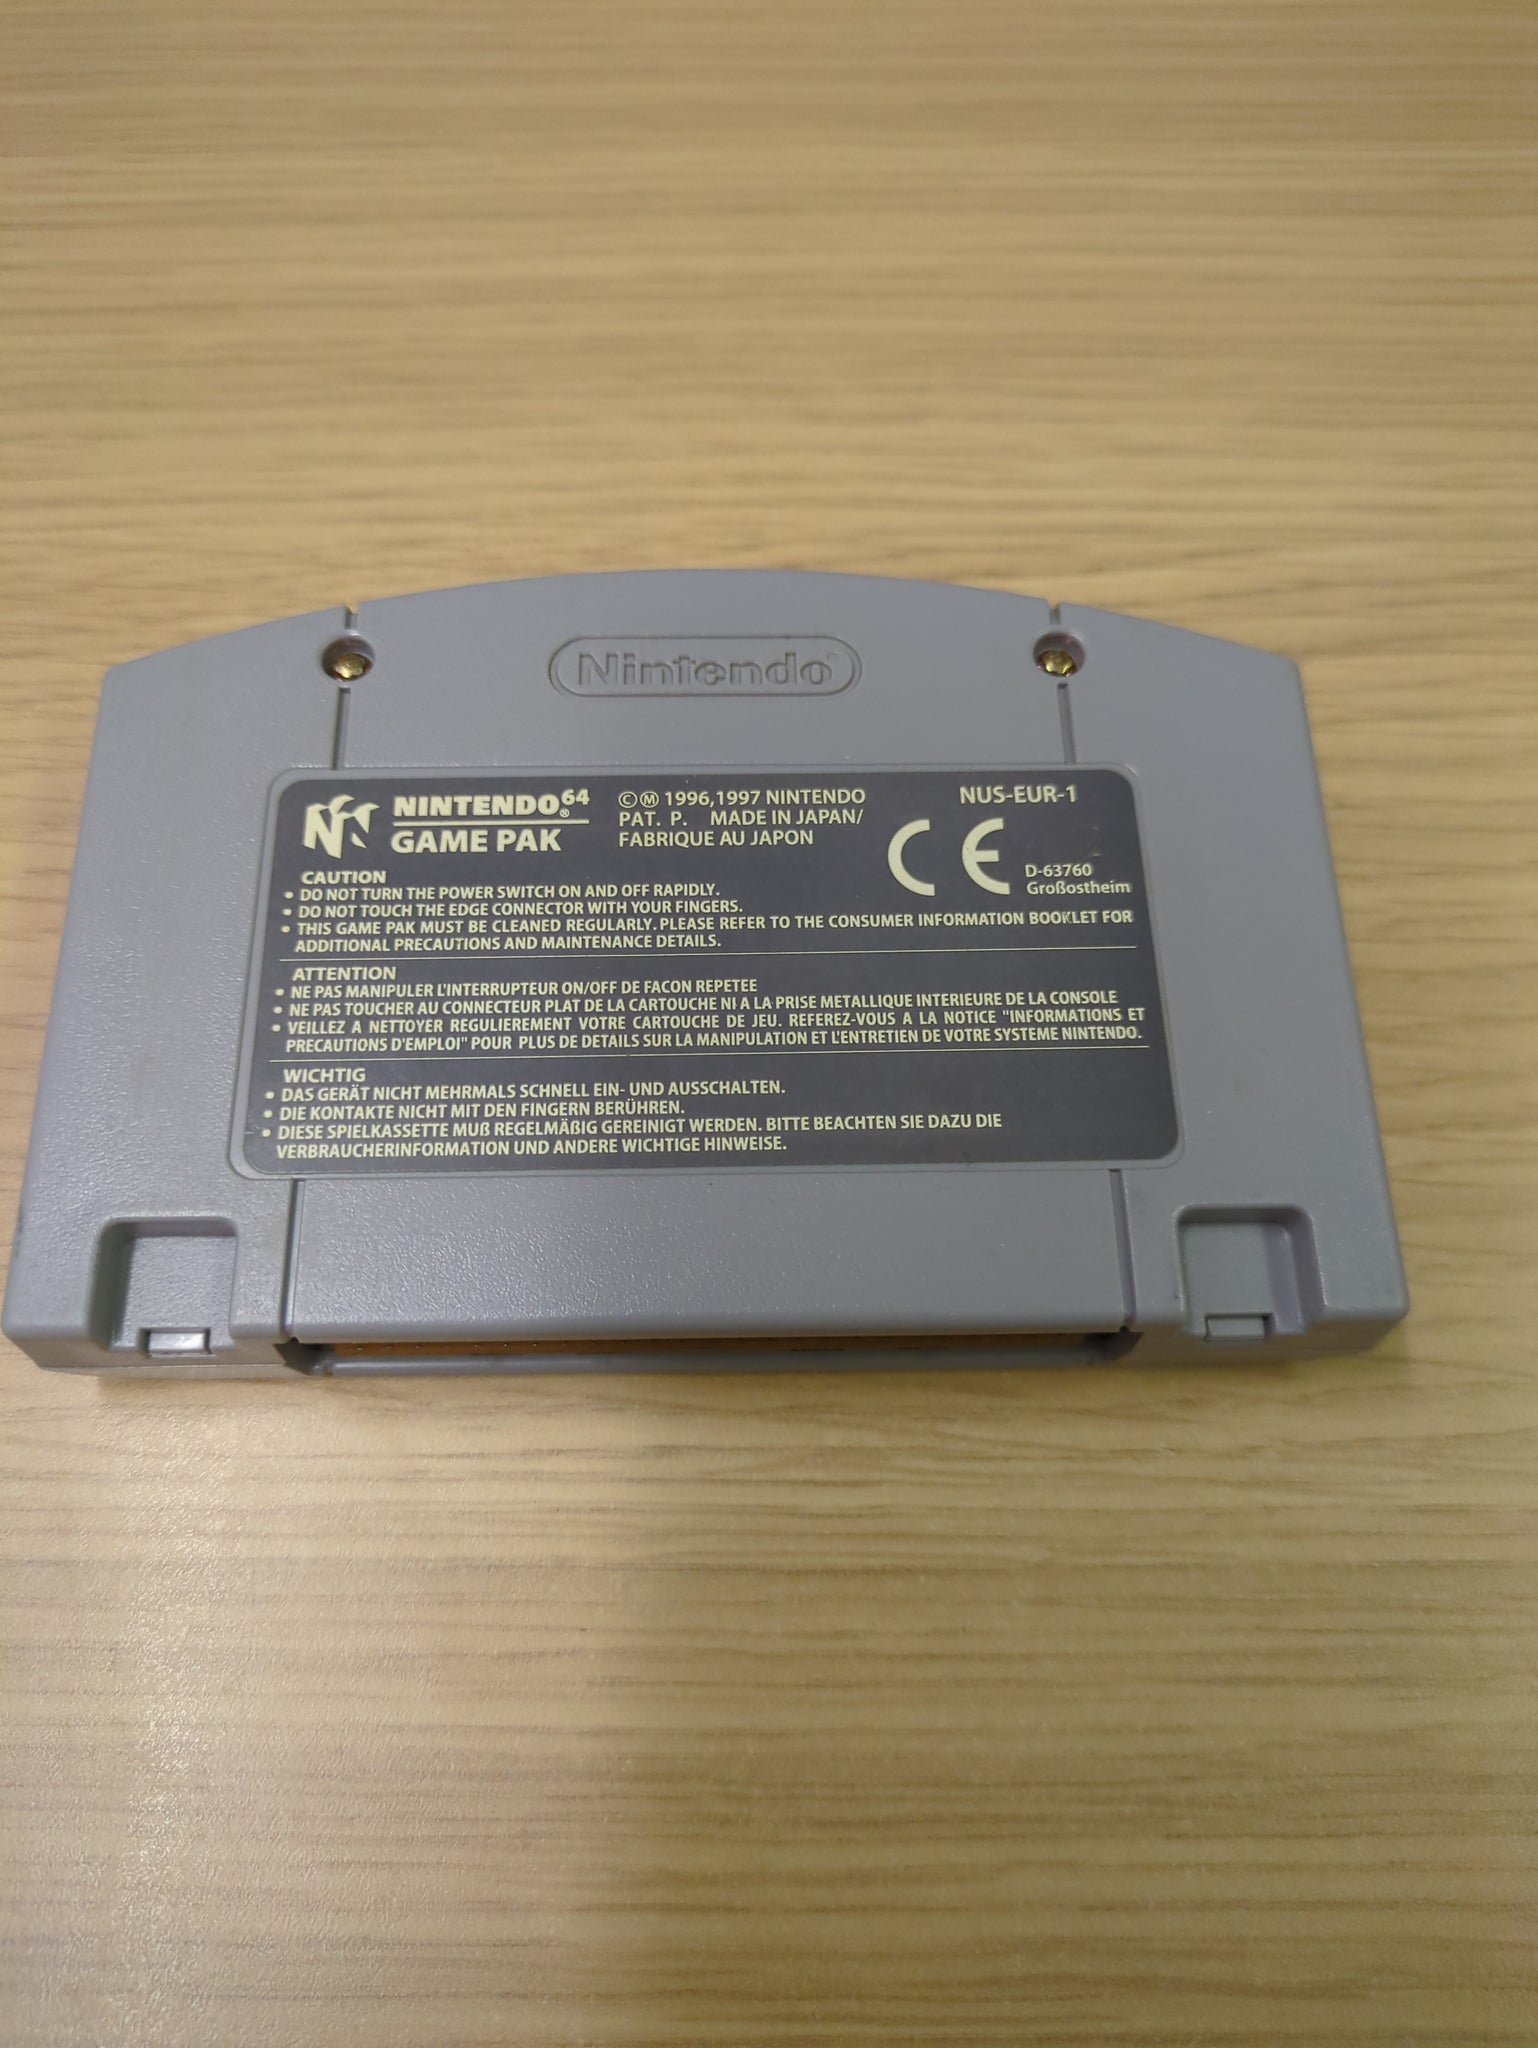 Nintendo®
NINTENDO®64
GAME PAK
©Ⓜ 1996,1997 NINTENDO
PAT. P. MADE IN JAPAN/
FABRIQUE AU JAPON
NUS-EUR-1
CE
D-63760
Großostheim
CAUTION
• DO NOT TURN THE POWER SWITCH ON AND OFF RAPIDLY.
• DO NOT TOUCH THE EDGE CONNECTOR WITH YOUR FINGERS.
• THIS GAME PAK MUST BE CLEANED REGULARLY. PLEASE REFER TO THE CONSUMER INFORMATION BOOKLET FOR
ADDITIONAL PRECAUTIONS AND MAINTENANCE DETAILS.
ATTENTION
• NE PAS MANIPULER L'INTERRUPTEUR ON/OFF DE FACON REPETEE
• NE PAS TOUCHER AU CONNECTEUR PLAT DE LA CARTOUCHE NI A LA PRISE METALLIQUE INTERIEURE DE LA CONSOLE
• VEILLEZ A NETTOYER REGULIEREMENT VOTRE CARTOUCHE DE JEU. REFEREZ-VOUS A LA NOTICE "INFORMATIONS ET
PRECAUTIONS D'EMPLOI" POUR PLUS DE DETAILS SUR LA MANIPULATION ET L'ENTRETIEN DE VOTRE SYSTEME NINTENDO.
WICHTIG
• DAS GERÄT NICHT MEHRMALS SCHNELL EIN- UND AUSSCHALTEN.
• DIE KONTAKTE NICHT MIT DEN FINGERN BERÜHREN.
• DIESE SPIELKASSETTE MUß REGELMÄßIG GEREINIGT WERDEN. BITTE BEACHTEN SIE DAZU DIE
VERBRAUCHERINFORMATION UND ANDERE WICHTIGE HINWEISE.